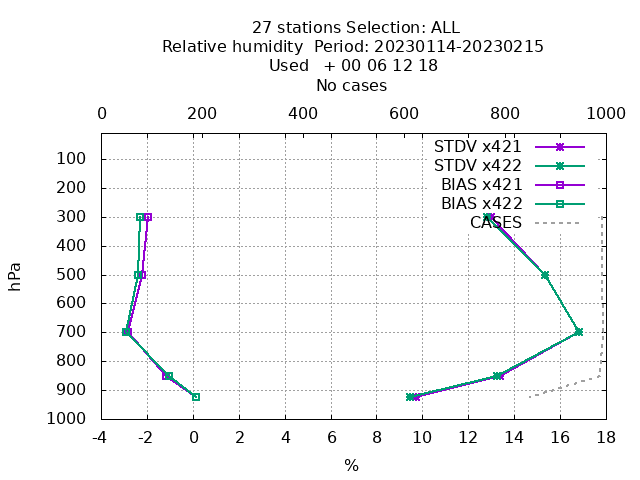 27 stations Selection: ALL
Relative humidity  Period: 20230114-20230215
Used   + 00 06 12 18
No cases
0 200 400 600 800 1000
STDV x421
STDV x422
BIAS x421
BIAS x422
CASES
100
200
300
400
500
600
700
800
900
1000
hPa
-4 -2 0 2 4 6 8 10 12 14 16 18
%